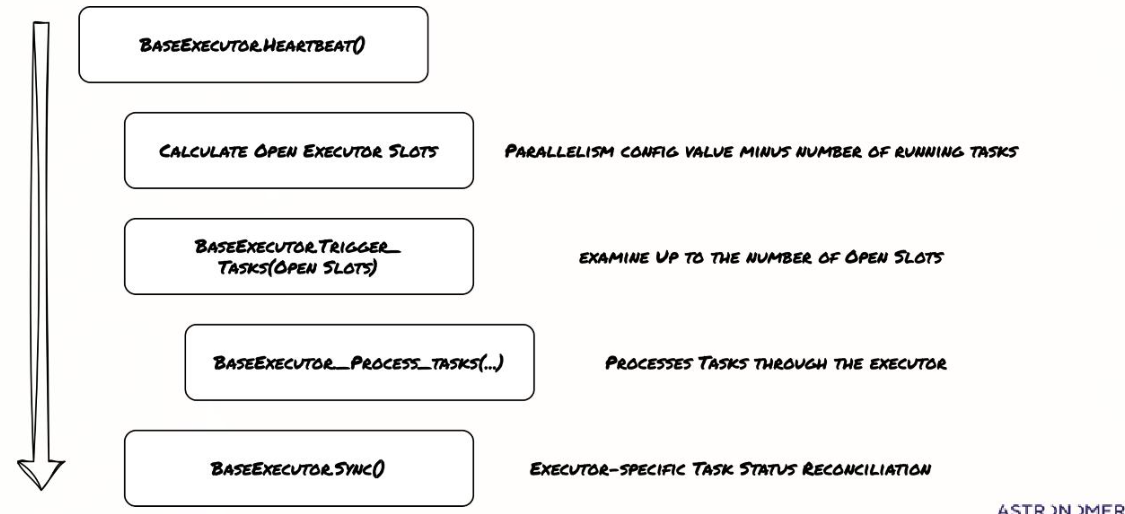 BaseExecutor.Heartbeat()
Calculate Open Executor Slots
Parallelism config value minus number of running tasks
BaseExecutor.Trigger_
Tasks(Open Slots)
examine Up to the number of Open Slots
BaseExecutor._Process_tasks(...)
Processes Tasks through the executor
BaseExecutor.Sync()
Executor-specific Task Status Reconciliation
ASTRONOMER